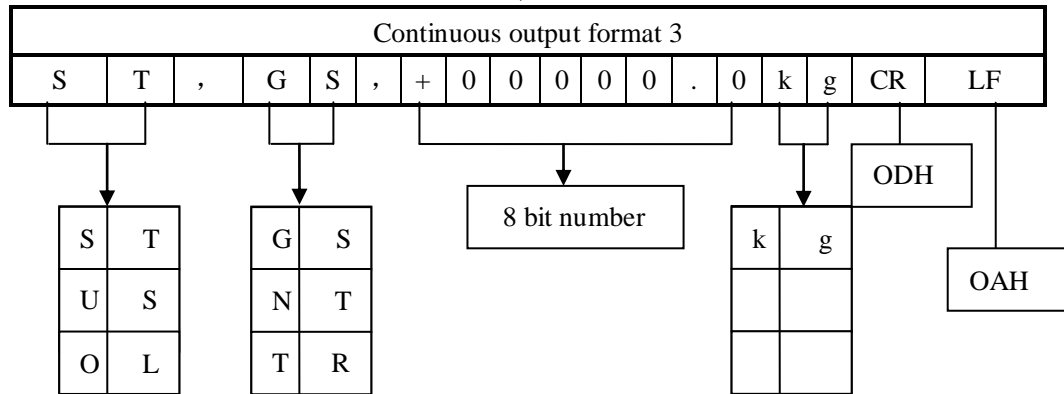 Continuous output format 3
S T , G S , + 0 0 0 0 0 . 0 k g CR LF
ODH
8 bit number
S T G S k g
U S N T
OAH
O L T R